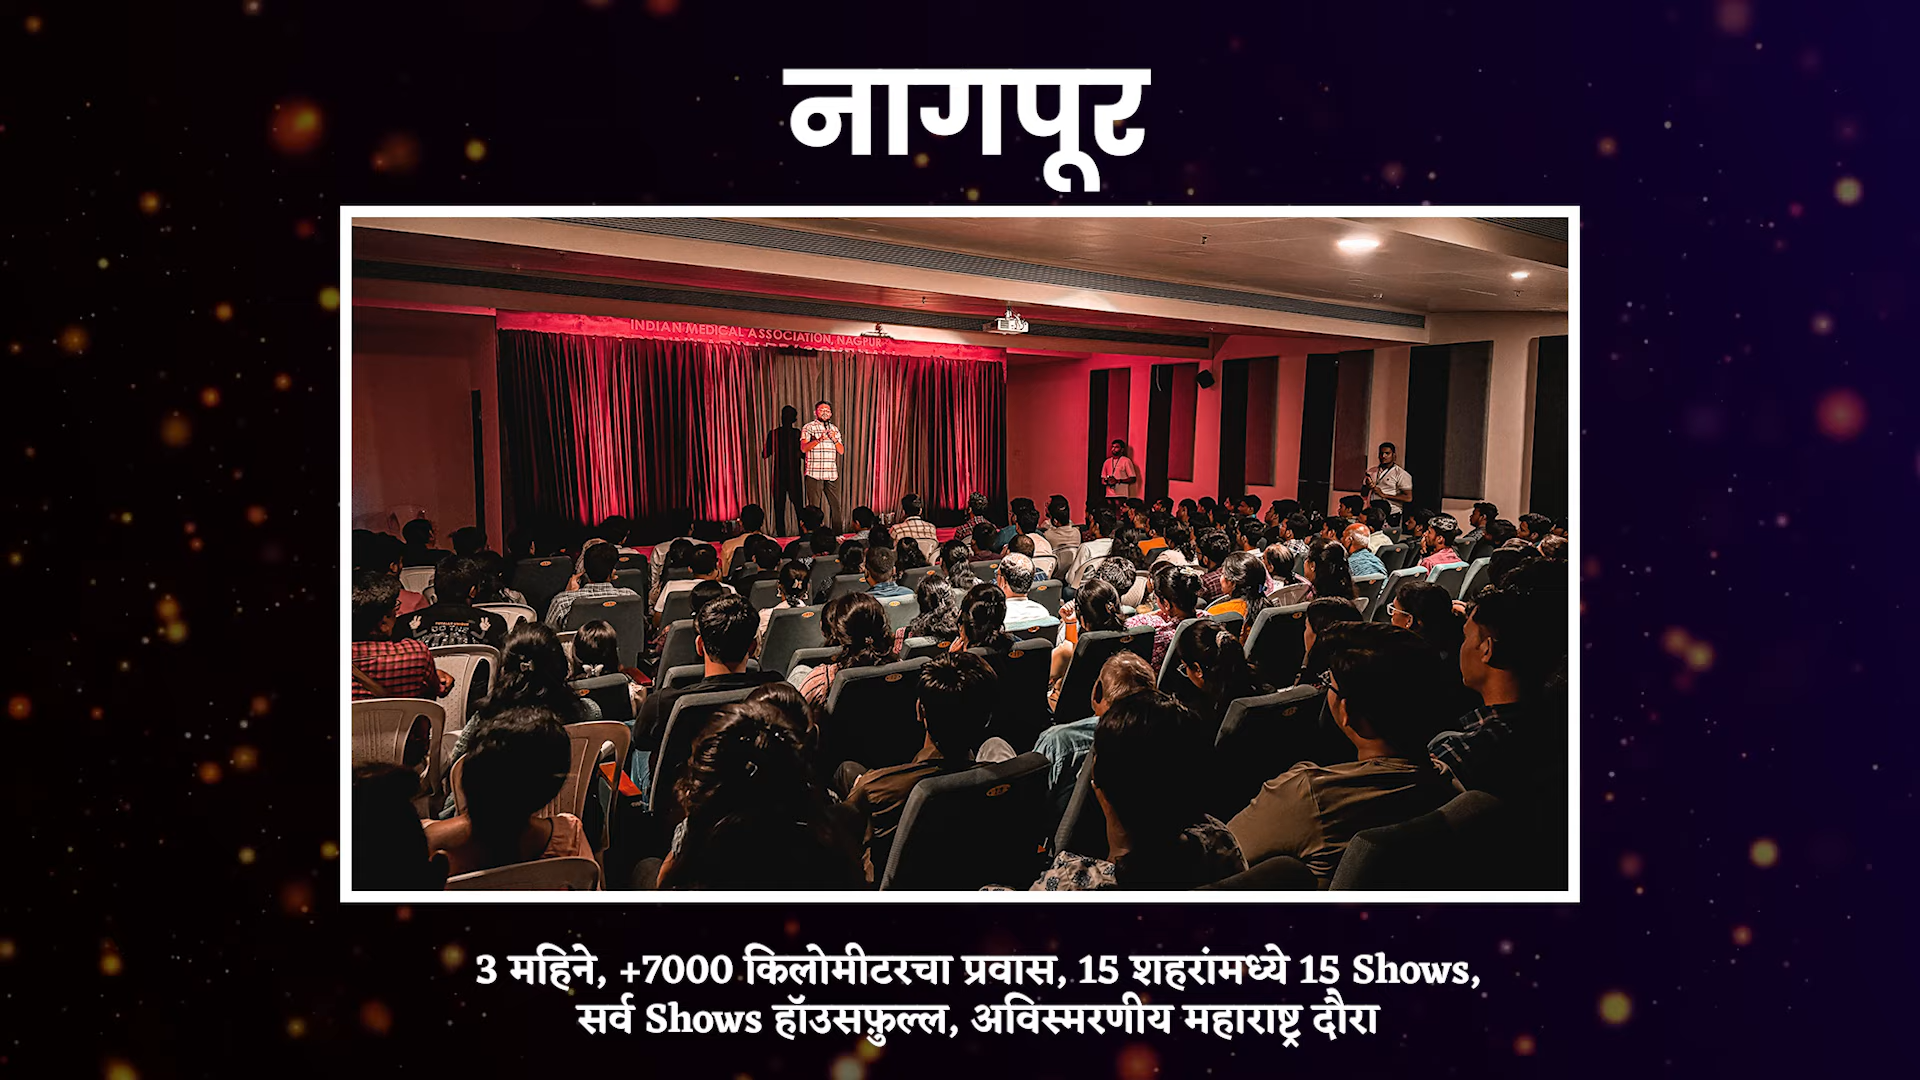 नागपूर
INDIAN MEDICAL ASSOCIATION, NAGPUR
3 महिने, +7000 किलोमीटरचा प्रवास, 15 शहरांमध्ये 15 Shows,
सर्व Shows हॉउसफ़ुल्ल, अविस्मरणीय महाराष्ट्र दौरा